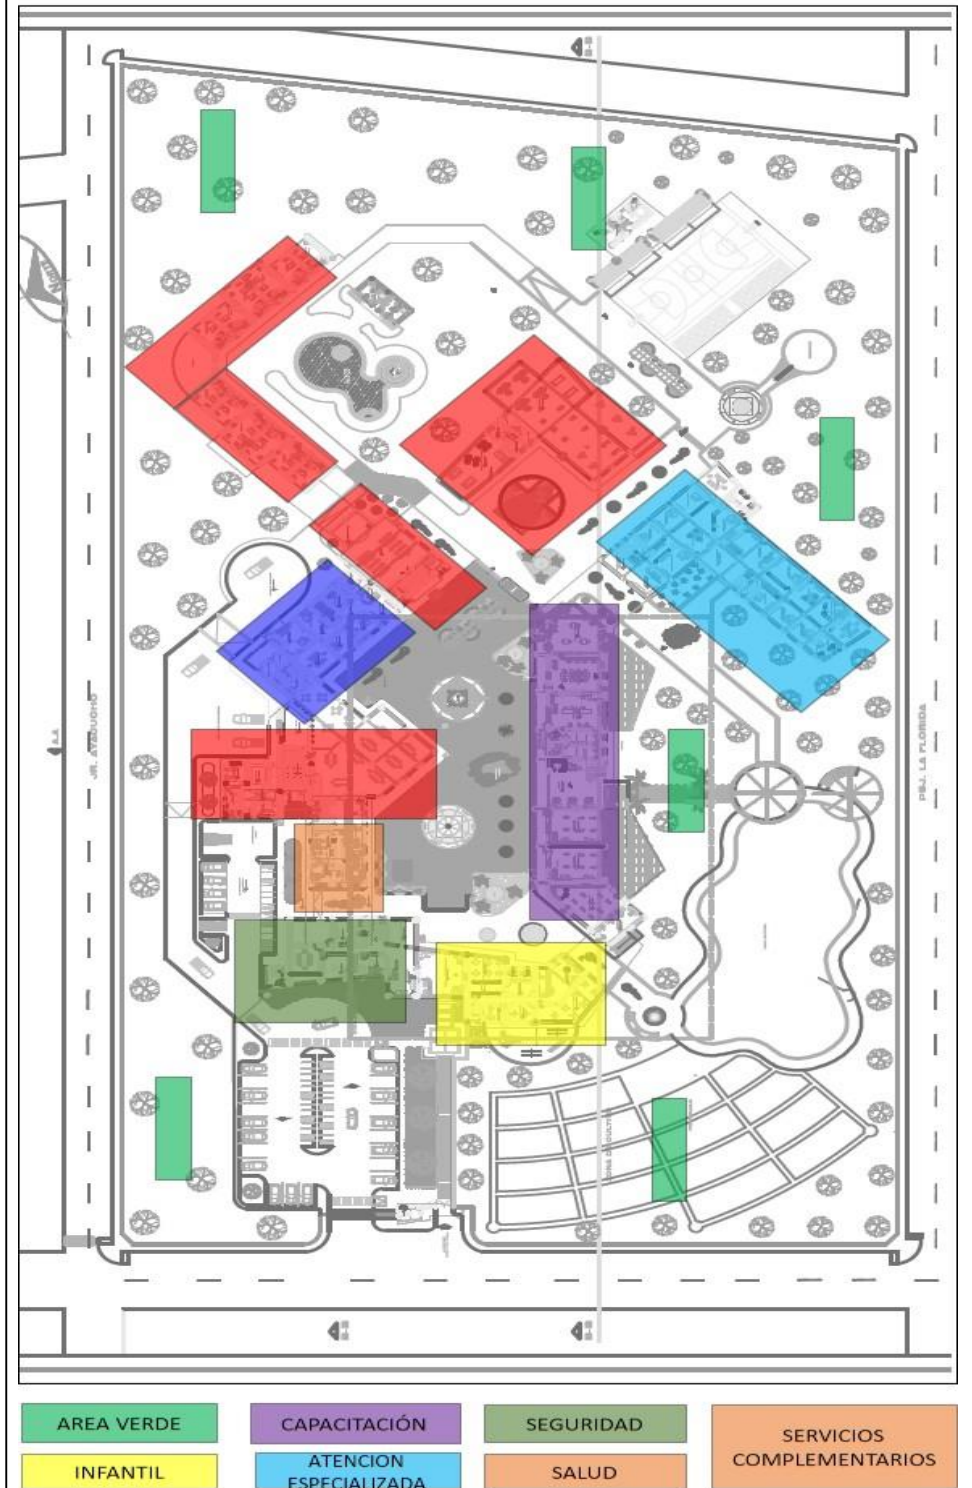 JR. AYACUCHO
A-A
PSJ. LA FLORIDA
AREA VERDE
CAPACITACIÓN
SEGURIDAD
SERVICIOS
COMPLEMENTARIOS
INFANTIL
ATENCION
ESPECIALIZADA
SALUD